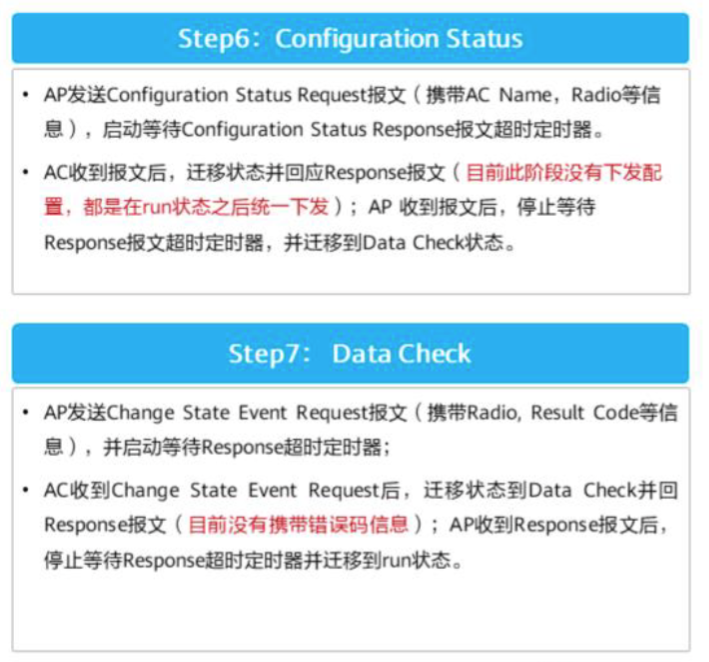 Step6：Configuration Status
• AP发送Configuration Status Request报文（携带AC Name，Radio等信
息），启动等待Configuration Status Response报文超时定时器。
• AC收到报文后，迁移状态并回应Response报文（目前此阶段没有下发配
置，都是在run状态之后统一下发）；AP 收到报文后，停止等待
Response报文超时定时器，并迁移到Data Check状态。
Step7： Data Check
• AP发送Change State Event Request报文（携带Radio, Result Code等信
息），并启动等待Response超时定时器；
• AC收到Change State Event Request后，迁移状态到Data Check并回
Response报文（目前没有携带错误码信息）；AP收到Response报文后，
停止等待Response超时定时器并迁移到run状态。